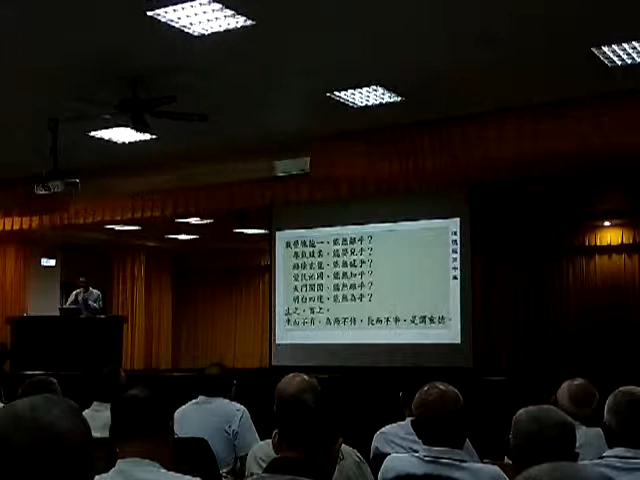 載營魄抱一，能無離乎？
專氣致柔，能嬰兒乎？
滌除玄覽，能無疵乎？
愛民治國，能無知乎？
天門開闔，能無雌乎？
明白四達，能無為乎？
生之，畜之。
生而不有，為而不恃，長而不宰，是謂玄德。